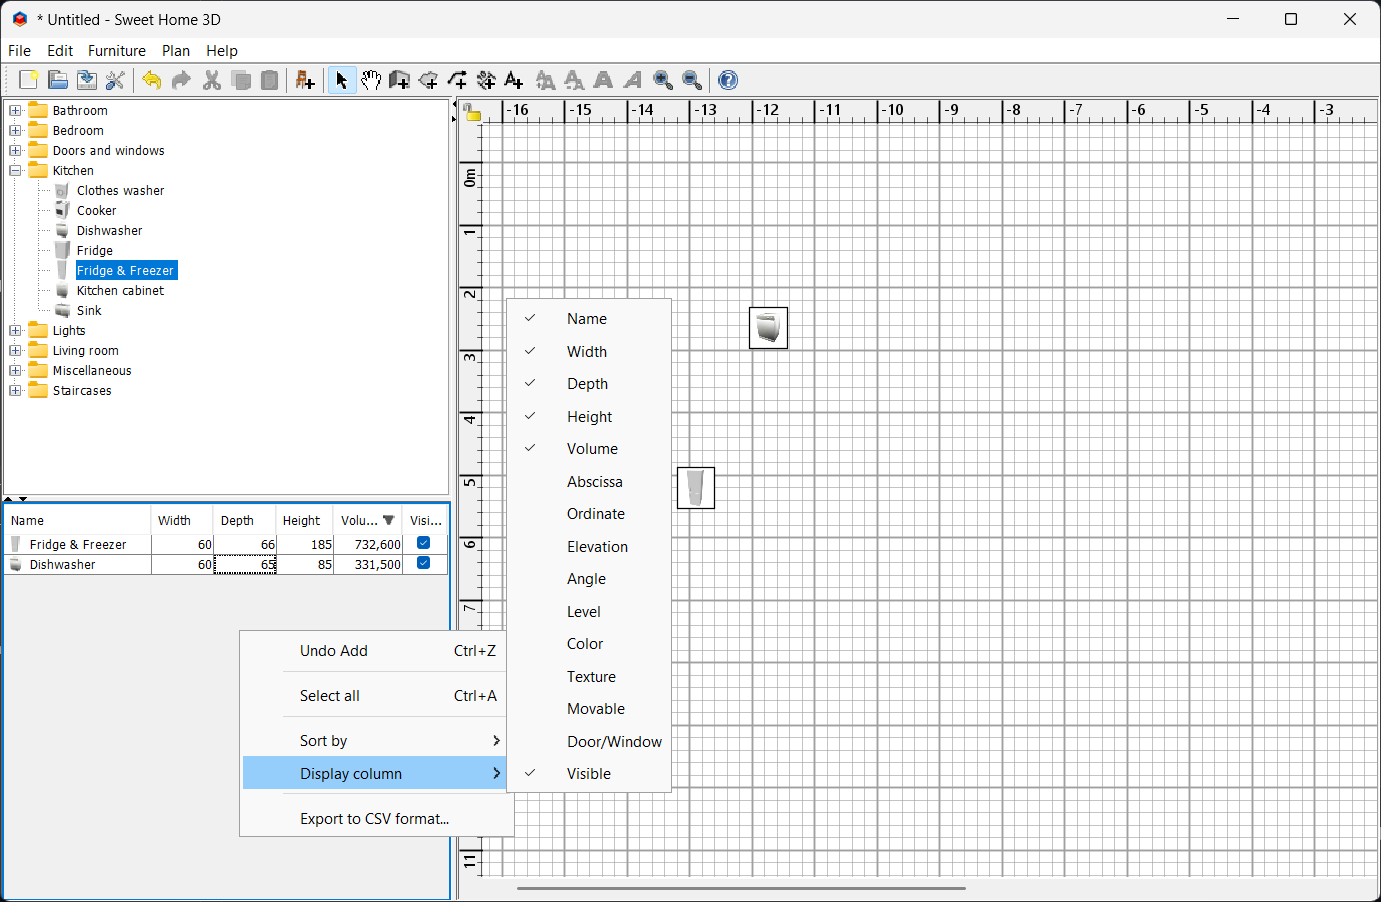 * Untitled - Sweet Home 3D
File Edit Furniture Plan Help
Bathroom
Bedroom
Doors and windows
Kitchen
Clothes washer
Cooker
Dishwasher
Fridge
Fridge & Freezer
Kitchen cabinet
Sink
Lights
Living room
Miscellaneous
Staircases
-16 -15 -14 -13 -12 -11 -10 -9 -8 -7 -6 -5 -4 -3
0m
1
2
3
4
5
6
7
11
Name Width Depth Height Volu... Visi...
Fridge & Freezer 60 66 185 732,600
Dishwasher 60 65 85 331,500
Undo Add Ctrl+Z
Select all Ctrl+A
Sort by
Display column
Export to CSV format...
Name
Width
Depth
Height
Volume
Abscissa
Ordinate
Elevation
Angle
Level
Color
Texture
Movable
Door/Window
Visible